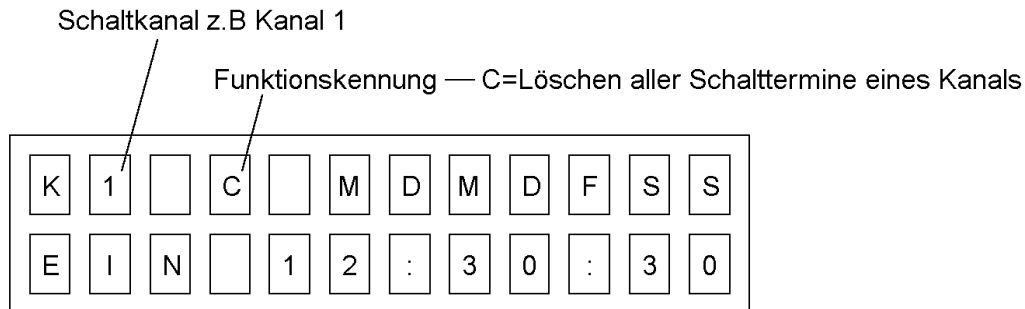 Schaltkanal z.B Kanal 1
Funktionskennung — C=Löschen aller Schalttermine eines Kanals
K 1 C M D M D F S S
E I N 1 2 : 3 0 : 3 0